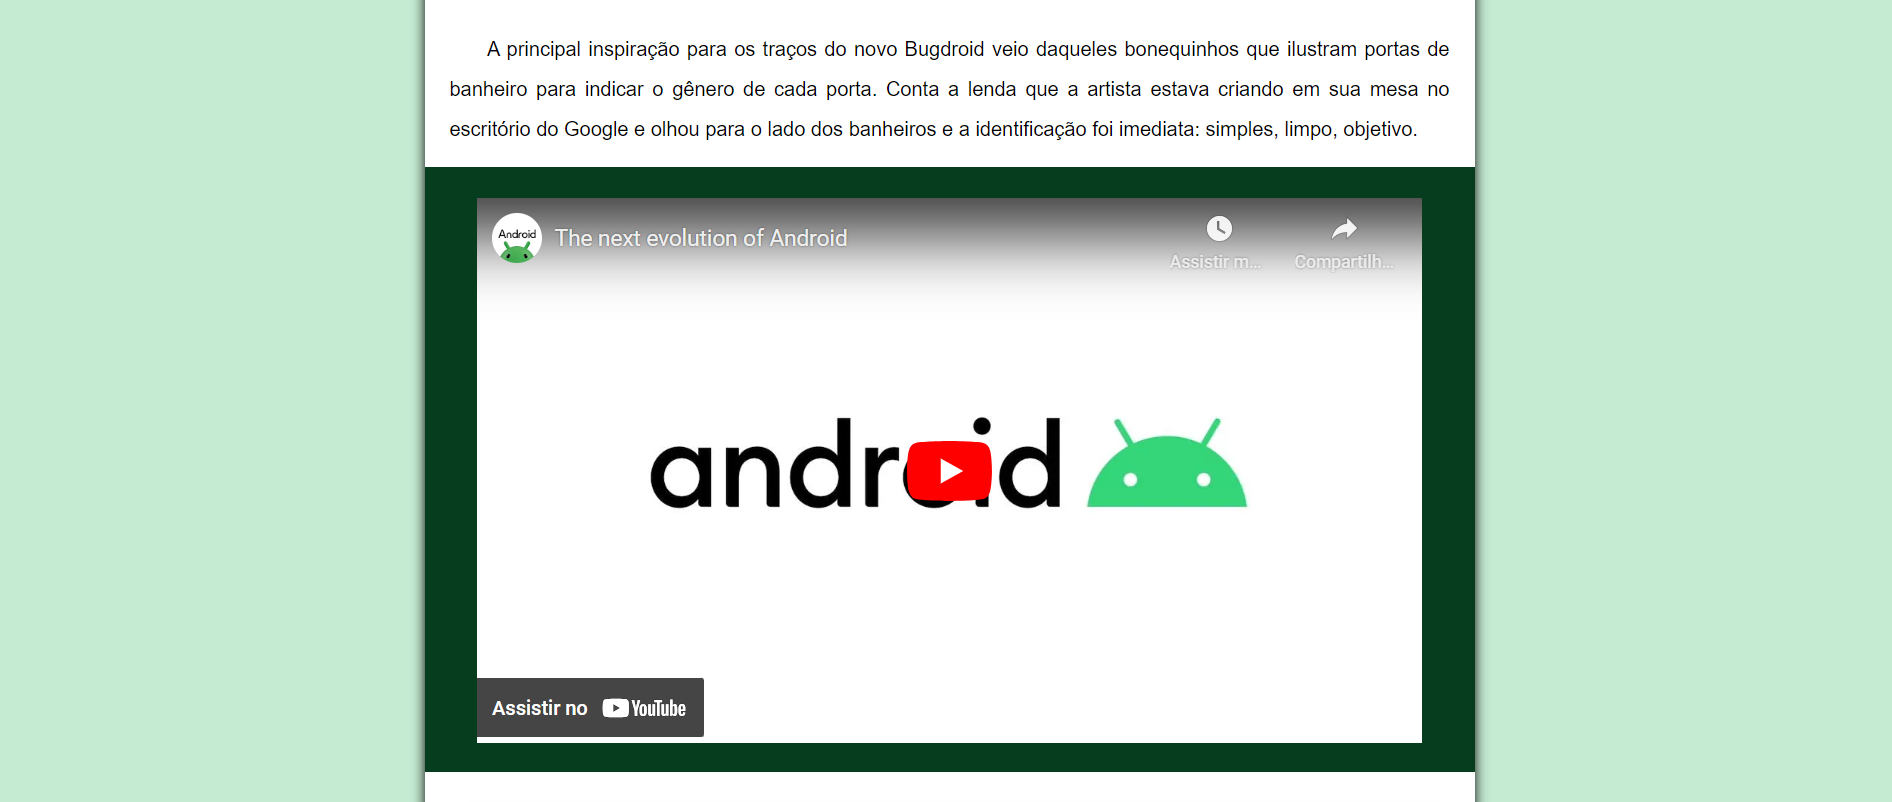 A principal inspiração para os traços do novo Bugdroid veio daqueles bonequinhos que ilustram portas de
banheiro para indicar o gênero de cada porta. Conta a lenda que a artista estava criando em sua mesa no
escritório do Google e olhou para o lado dos banheiros e a identificação foi imediata: simples, limpo, objetivo.
Android
The next evolution of Android
Assistir m...
Compartilh...
android
Assistir no YouTube